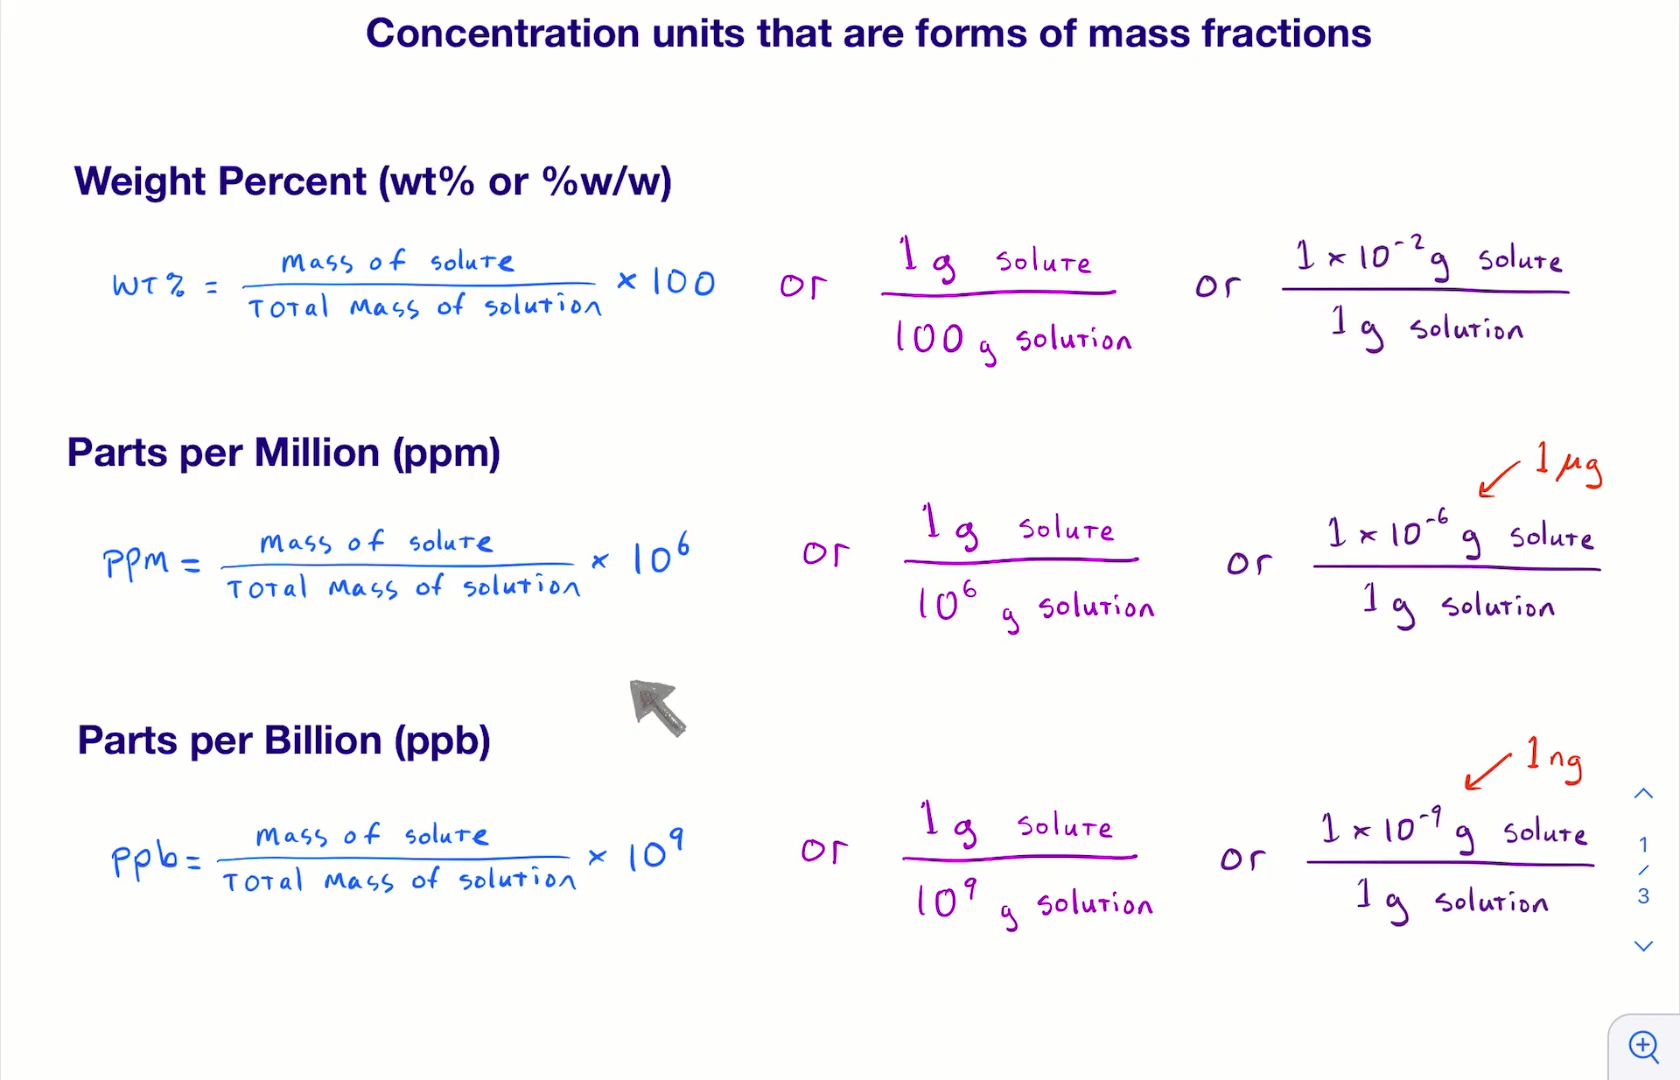 Concentration units that are forms of mass fractions
Weight Percent (wt% or %w/w)
WT% = Mass of solute / Total Mass of solution × 100 or 1 g solute / 100 g solution or 1 × 10⁻² g solute / 1 g solution
Parts per Million (ppm)
1 µg
PPM = Mass of solute / Total Mass of solution × 10⁶ or 1 g solute / 10⁶ g solution or 1 × 10⁻⁶ g solute / 1 g solution
Parts per Billion (ppb)
1 ng
PPb = Mass of solute / Total Mass of solution × 10⁹ or 1 g solute / 10⁹ g solution or 1 × 10⁻⁹ g solute / 1 g solution
1
/
3